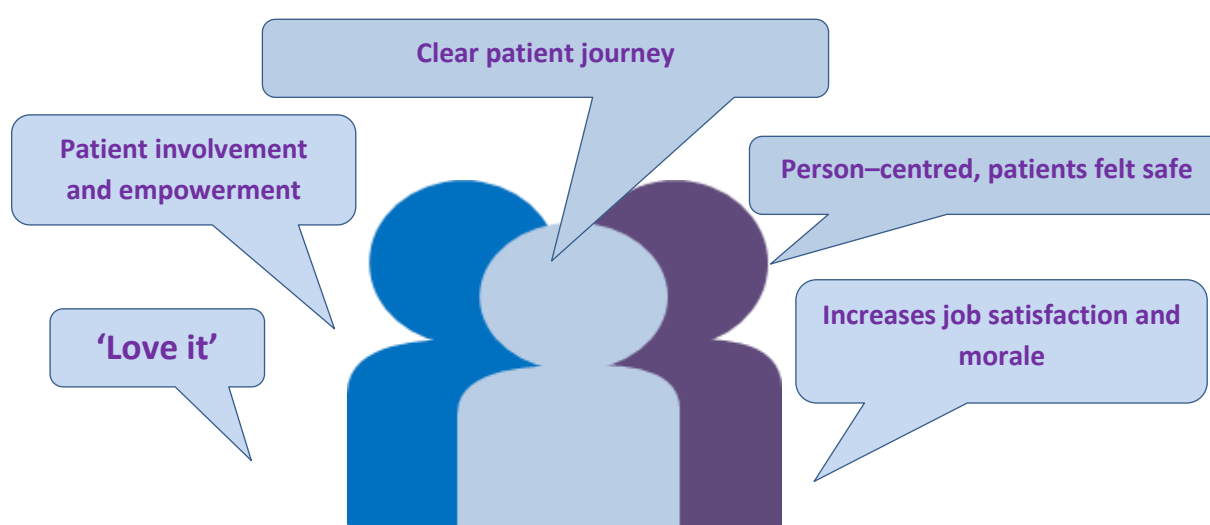 Clear patient journey
Patient involvement
and empowerment
Person–centred, patients felt safe
‘Love it’
Increases job satisfaction and
morale